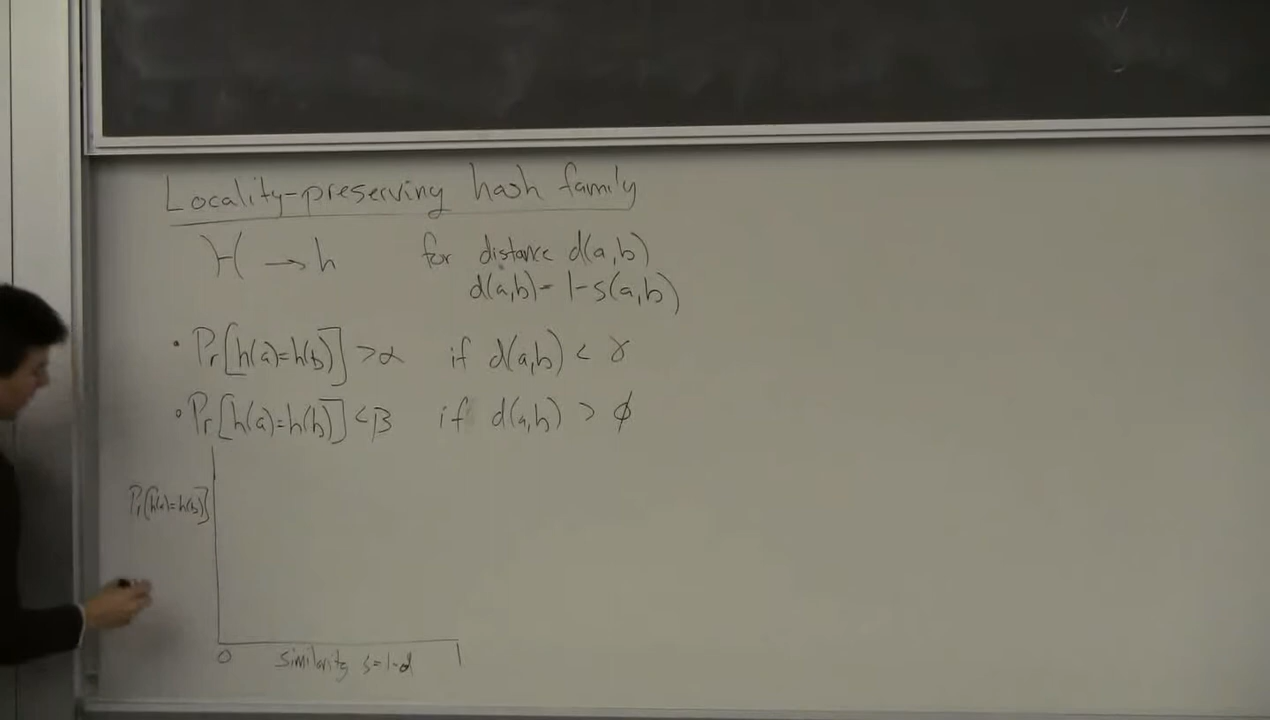 Locality-preserving hash family
H → h for distance d(a,b)
d(a,b) = 1-s(a,b)
• Pr[h(a)=h(b)] > α if d(a,b) < γ
• Pr[h(a)=h(b)] < β if d(a,b) > ϕ
Pr[h(a)=h(b)]
0 similarity s=1-d 1